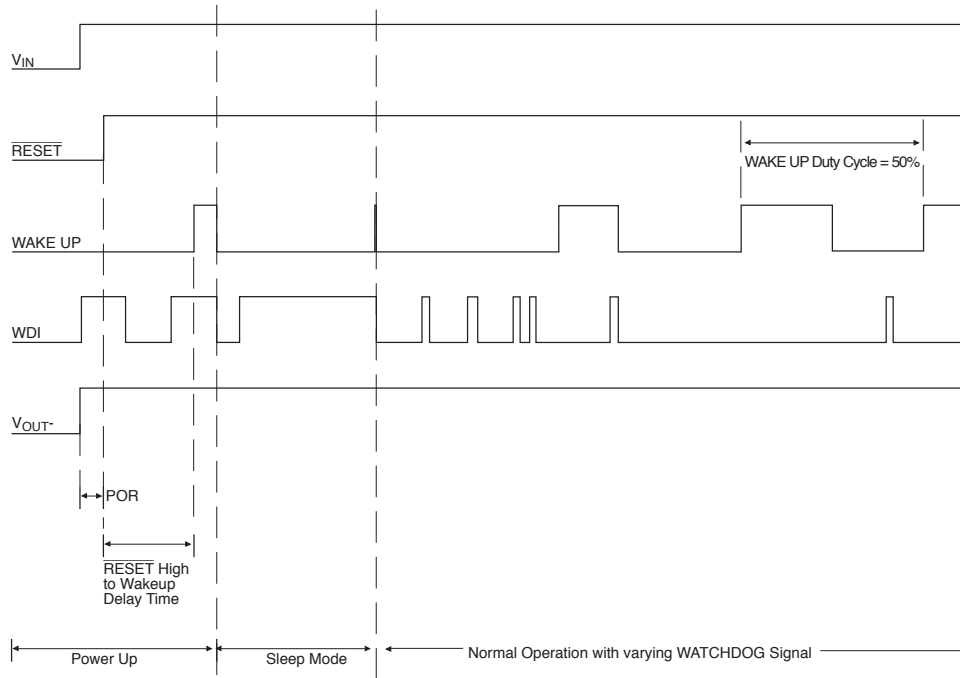 VIN
RESET
WAKE UP Duty Cycle = 50%
WAKE UP
WDI
VOUT-
POR
RESET High
to Wakeup
Delay Time
Power Up
Sleep Mode
Normal Operation with varying WATCHDOG Signal